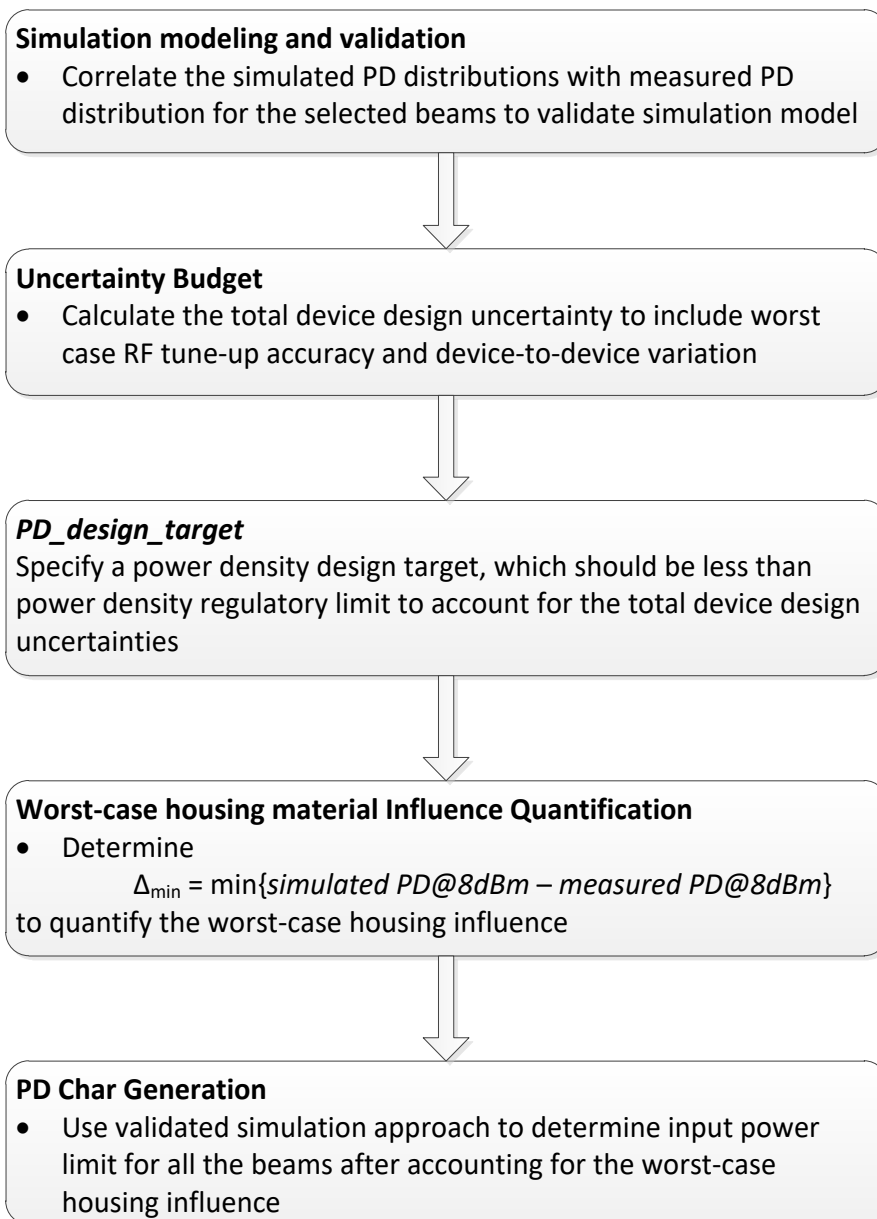 Simulation modeling and validation
• Correlate the simulated PD distributions with measured PD
distribution for the selected beams to validate simulation model
Uncertainty Budget
• Calculate the total device design uncertainty to include worst
case RF tune-up accuracy and device-to-device variation
PD_design_target
Specify a power density design target, which should be less than
power density regulatory limit to account for the total device design
uncertainties
Worst-case housing material Influence Quantification
• Determine
Δmin = min{simulated PD@8dBm – measured PD@8dBm}
to quantify the worst-case housing influence
PD Char Generation
• Use validated simulation approach to determine input power
limit for all the beams after accounting for the worst-case
housing influence